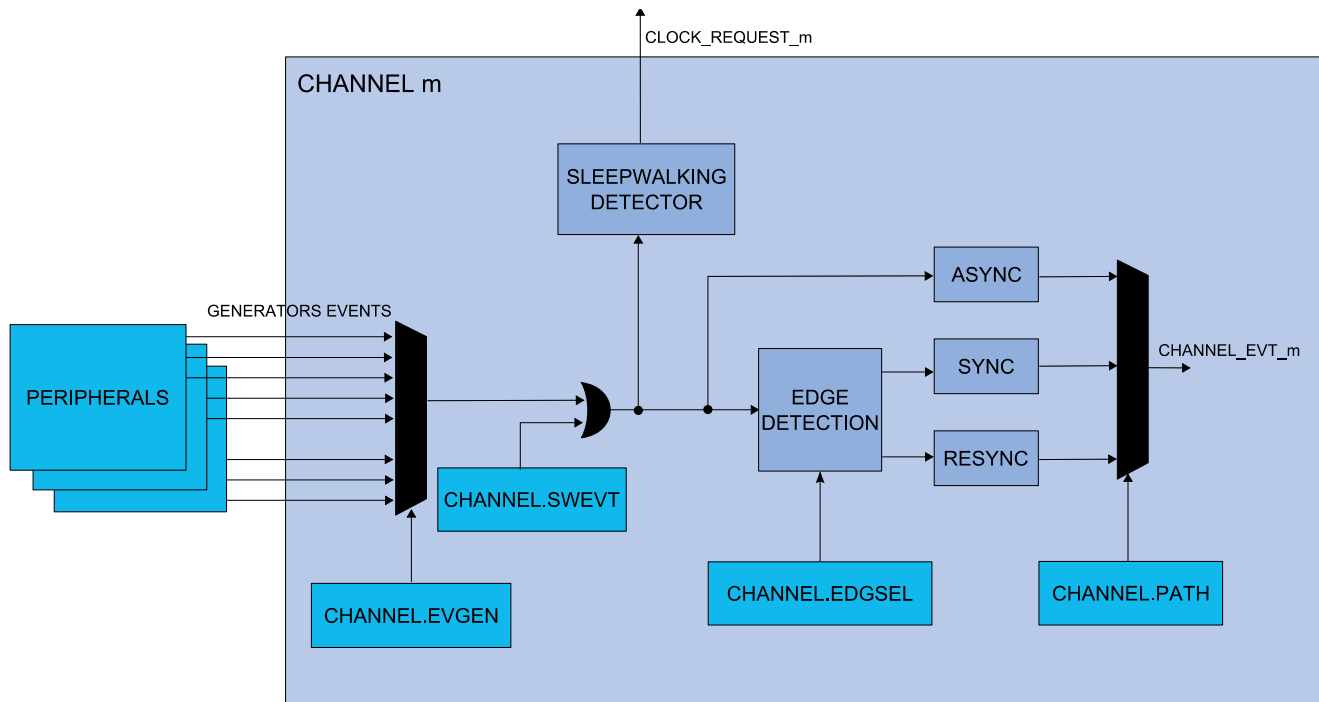 CLOCK_REQUEST_m
CHANNEL m
SLEEPWALKING
DETECTOR
ASYNC
GENERATORS EVENTS
CHANNEL_EVT_m
SYNC
PERIPHERALS
EDGE
DETECTION
RESYNC
CHANNEL.SWEVT
CHANNEL.EVGEN
CHANNEL.EDGSEL
CHANNEL.PATH